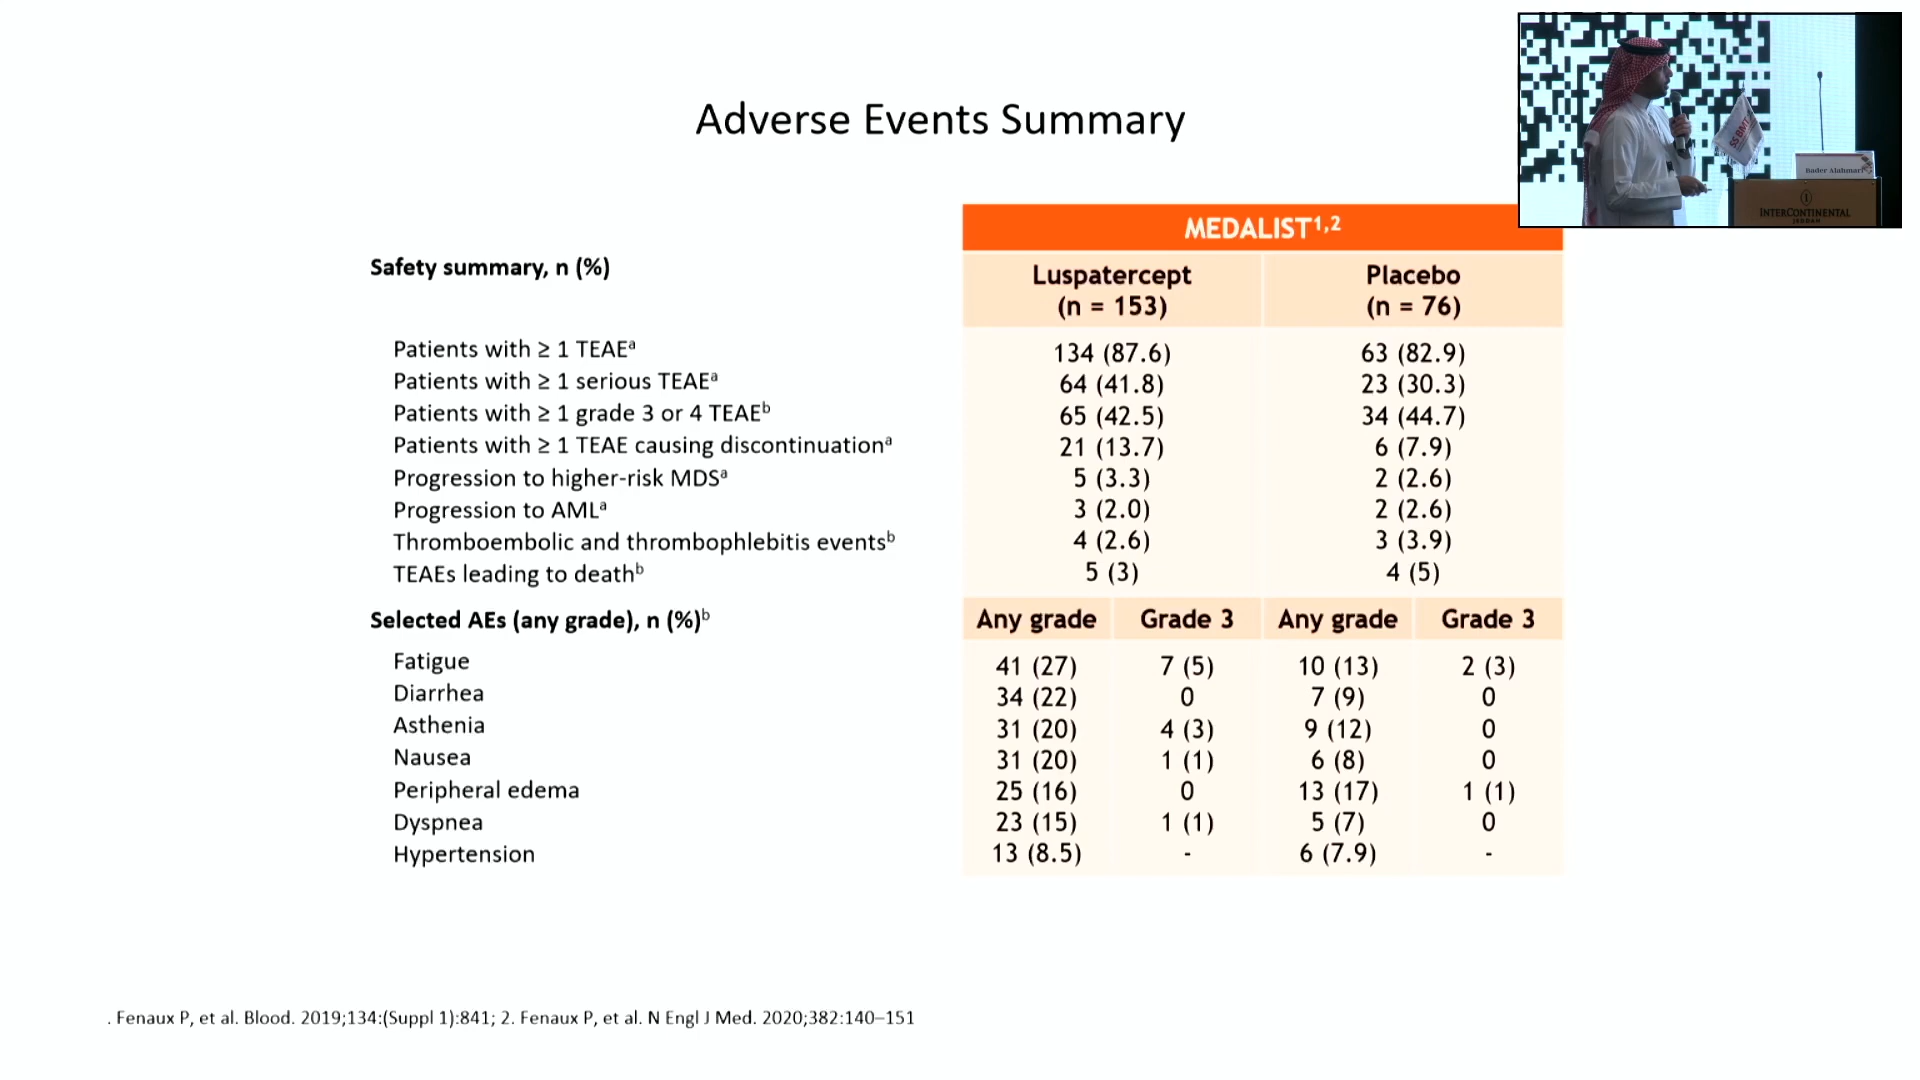 Adverse Events Summary
MEDALIST¹,²
Safety summary, n (%)
Luspatercept (n = 153)
Placebo (n = 76)
Patients with ≥ 1 TEAEᵃ 134 (87.6) 63 (82.9)
Patients with ≥ 1 serious TEAEᵃ 64 (41.8) 23 (30.3)
Patients with ≥ 1 grade 3 or 4 TEAEᵇ 65 (42.5) 34 (44.7)
Patients with ≥ 1 TEAE causing discontinuationᵃ 21 (13.7) 6 (7.9)
Progression to higher-risk MDSᵃ 5 (3.3) 2 (2.6)
Progression to AMLᵃ 3 (2.0) 2 (2.6)
Thromboembolic and thrombophlebitis eventsᵇ 4 (2.6) 3 (3.9)
TEAEs leading to deathᵇ 5 (3) 4 (5)
Selected AEs (any grade), n (%)ᵇ Any grade Grade 3 Any grade Grade 3
Fatigue 41 (27) 7 (5) 10 (13) 2 (3)
Diarrhea 34 (22) 0 7 (9) 0
Asthenia 31 (20) 4 (3) 9 (12) 0
Nausea 31 (20) 1 (1) 6 (8) 0
Peripheral edema 25 (16) 0 13 (17) 1 (1)
Dyspnea 23 (15) 1 (1) 5 (7) 0
Hypertension 13 (8.5) - 6 (7.9) -
. Fenaux P, et al. Blood. 2019;134:(Suppl 1):841; 2. Fenaux P, et al. N Engl J Med. 2020;382:140–151
SS BMT
Bader Alahmari
INTERCONTINENTAL
JEDDAH